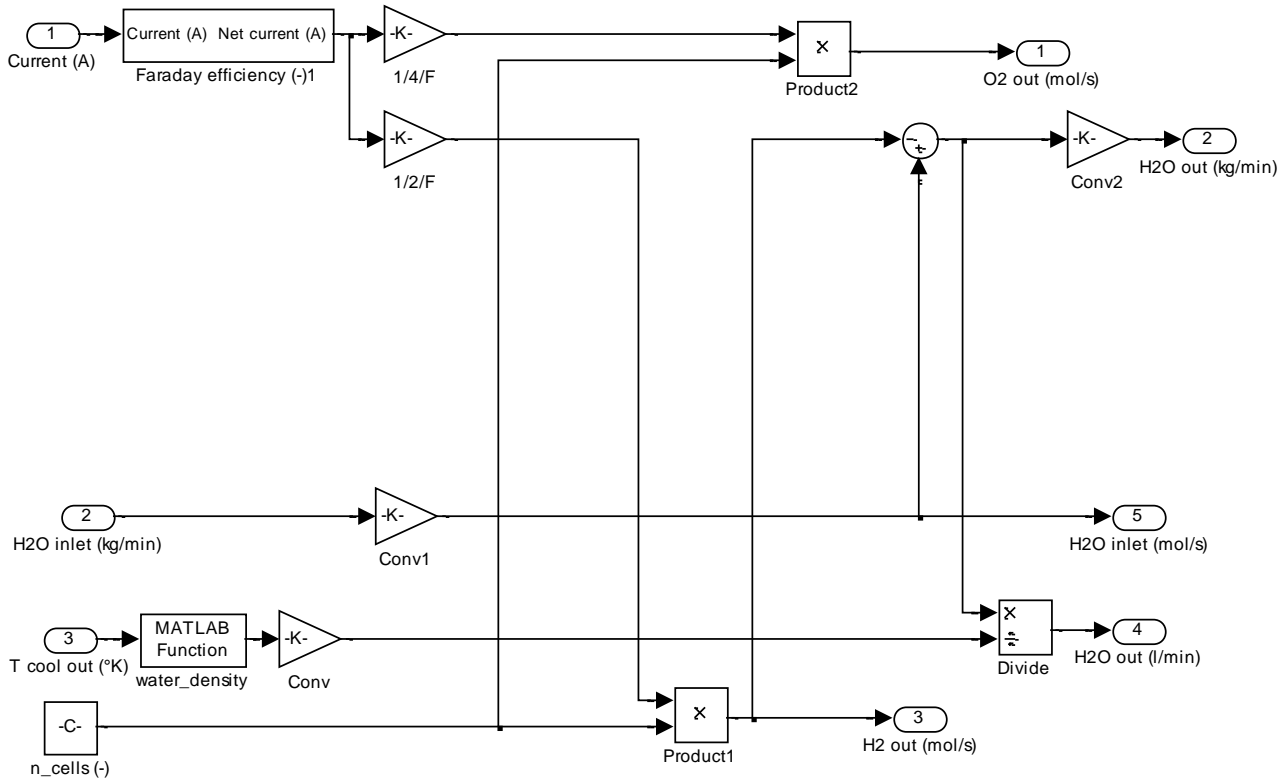 1
Current (A)
Current (A) Net current (A)
Faraday efficiency (-)1
-K-
1/4/F
-K-
1/2/F
X
Product2
1
O2 out (mol/s)
-
+
-K-
Conv2
2
H2O out (kg/min)
2
H2O inlet (kg/min)
-K-
Conv1
5
H2O inlet (mol/s)
3
T cool out (°K)
MATLAB
Function
water_density
-K-
Conv
X
÷
Divide
4
H2O out (l/min)
-C-
n_cells (-)
X
Product1
3
H2 out (mol/s)